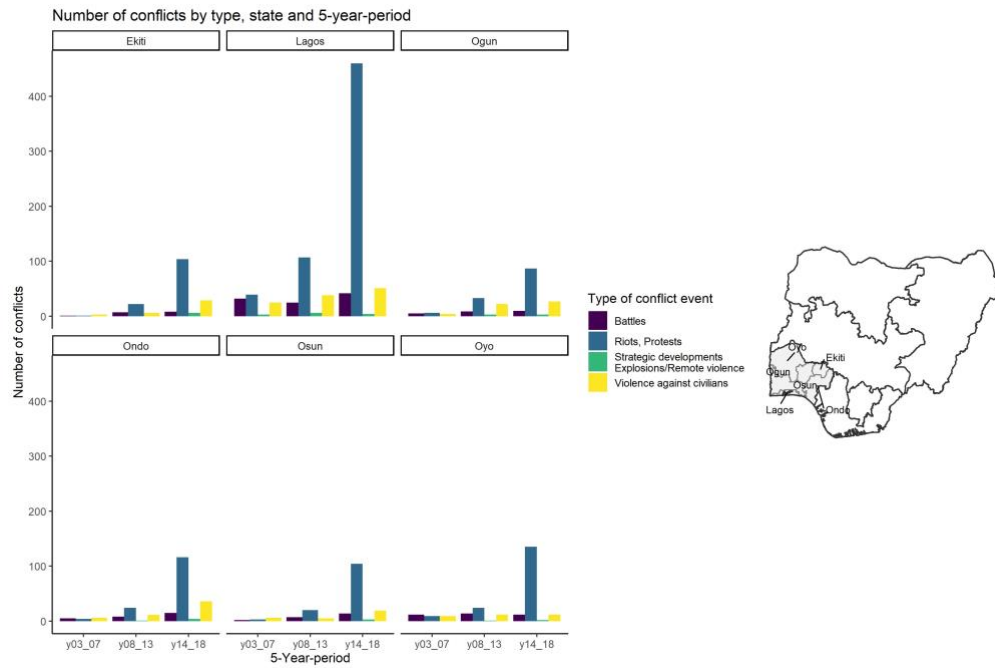 Number of conflicts by type, state and 5-year-period
Ekiti
Lagos
Ogun
400
300
200
100
0
Number of conflicts
Ondo
Osun
Oyo
400
300
200
100
0
y03_07
y08_13
y14_18
y03_07
y08_13
y14_18
y03_07
y08_13
y14_18
5-Year-period
Type of conflict event
Battles
Riots, Protests
Strategic developments
Explosions/Remote violence
Violence against civilians
Oyo
Ekiti
Ogun
Osun
Lagos
Ondo